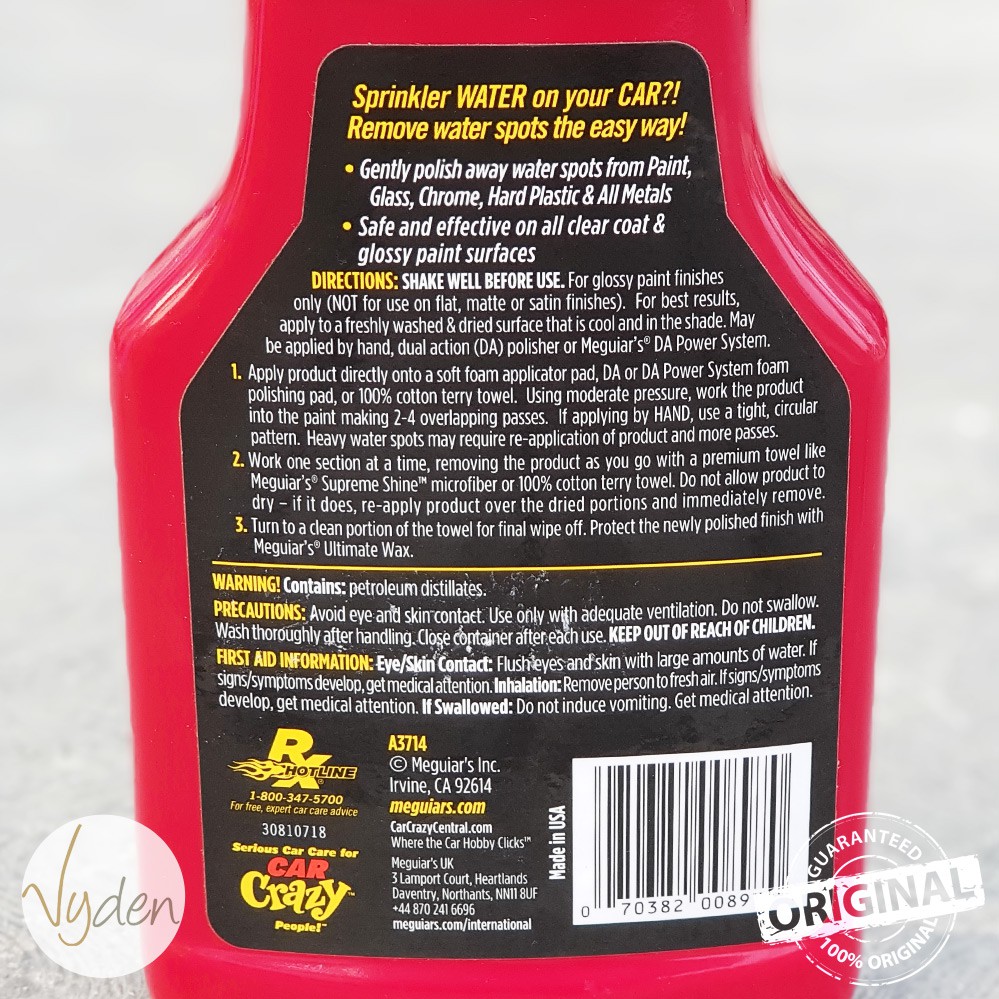 Sprinkler WATER on your CAR?!
Remove water spots the easy way!
• Gently polish away water spots from Paint,
Glass, Chrome, Hard Plastic & All Metals
• Safe and effective on all clear coat &
glossy paint surfaces
DIRECTIONS: SHAKE WELL BEFORE USE. For glossy paint finishes
only (NOT for use on flat, matte or satin finishes). For best results,
apply to a freshly washed & dried surface that is cool and in the shade. May
be applied by hand, dual action (DA) polisher or Meguiar's® DA Power System.
1. Apply product directly onto a soft foam applicator pad, DA or DA Power System foam
polishing pad, or 100% cotton terry towel. Using moderate pressure, work the product
into the paint making 2-4 overlapping passes. If applying by HAND, use a tight, circular
pattern. Heavy water spots may require re-application of product and more passes.
2. Work one section at a time, removing the product as you go with a premium towel like
Meguiar's® Supreme Shine™ microfiber or 100% cotton terry towel. Do not allow product to
dry – if it does, re-apply product over the dried portions and immediately remove.
3. Turn to a clean portion of the towel for final wipe off. Protect the newly polished finish with
Meguiar's® Ultimate Wax.
WARNING! Contains: petroleum distillates.
PRECAUTIONS: Avoid eye and skin contact. Use only with adequate ventilation. Do not swallow.
Wash thoroughly after handling. Close container after each use. KEEP OUT OF REACH OF CHILDREN.
FIRST AID INFORMATION: Eye/Skin Contact: Flush eyes and skin with large amounts of water. If
signs/symptoms develop, get medical attention. Inhalation: Remove person to fresh air. If signs/symptoms
develop, get medical attention. If Swallowed: Do not induce vomiting. Get medical attention.
RX
HOTLINE®
1-800-347-5700
For free, expert car care advice
30810718
Serious Car Care for
CAR
Crazy™
People!™
A3714
© Meguiar's Inc.
Irvine, CA 92614
meguiars.com
CarCrazyCentral.com
Where the Car Hobby Clicks™
Meguiar's UK
3 Lamport Court, Heartlands
Daventry, Northants, NN11 8UF
+44 870 241 6696
meguiars.com/international
Made in USA
0 70382 0089
Vyden
GUARANTEED
ORIGINAL
100% ORIGINAL